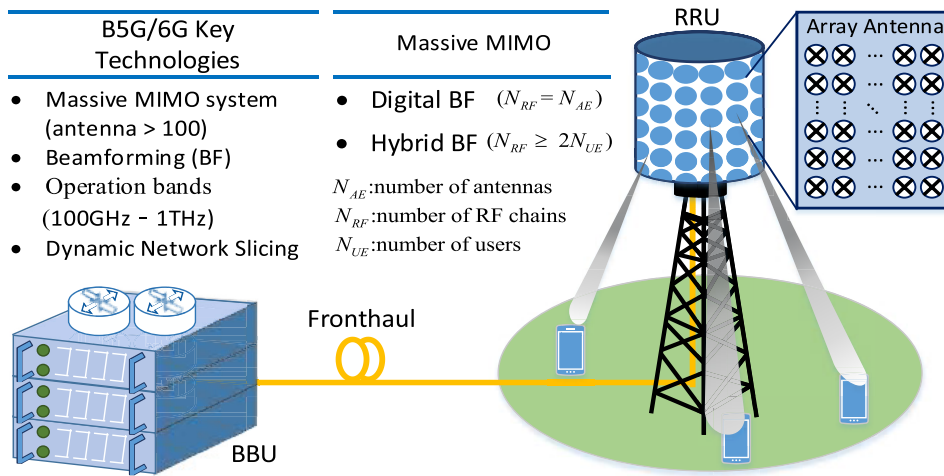 B5G/6G Key
Technologies
• Massive MIMO system
(antenna > 100)
• Beamforming (BF)
• Operation bands
(100GHz – 1THz)
• Dynamic Network Slicing
Massive MIMO
• Digital BF (N_RF = N_AE)
• Hybrid BF (N_RF ≥ 2N_UE)
N_AE:number of antennas
N_RF:number of RF chains
N_UE:number of users
RRU
Array Antenna
Fronthaul
BBU